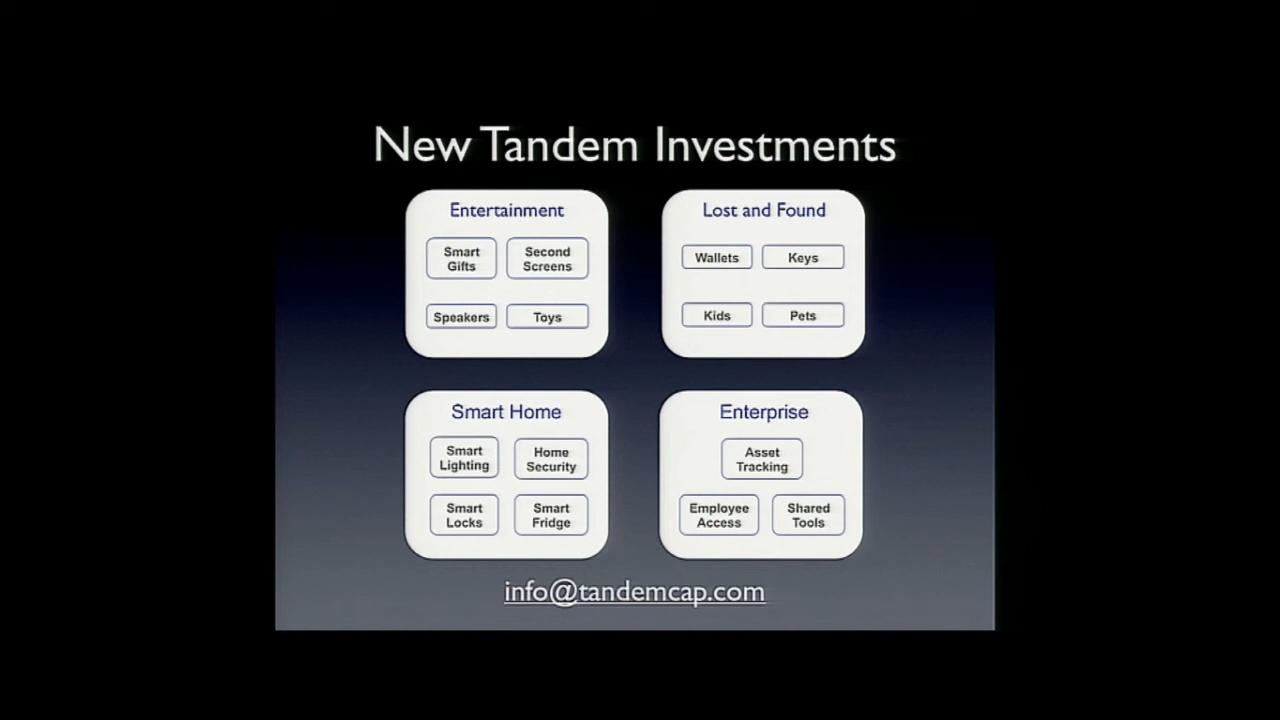 New Tandem Investments
Entertainment
Smart
Gifts
Second
Screens
Speakers
Toys
Lost and Found
Wallets
Keys
Kids
Pets
Smart Home
Smart
Lighting
Home
Security
Smart
Locks
Smart
Fridge
Enterprise
Asset
Tracking
Employee
Access
Shared
Tools
info@tandemcap.com